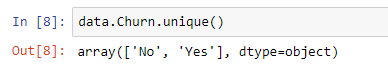 In [8]: data.Churn.unique()
Out[8]: array(['No', 'Yes'], dtype=object)